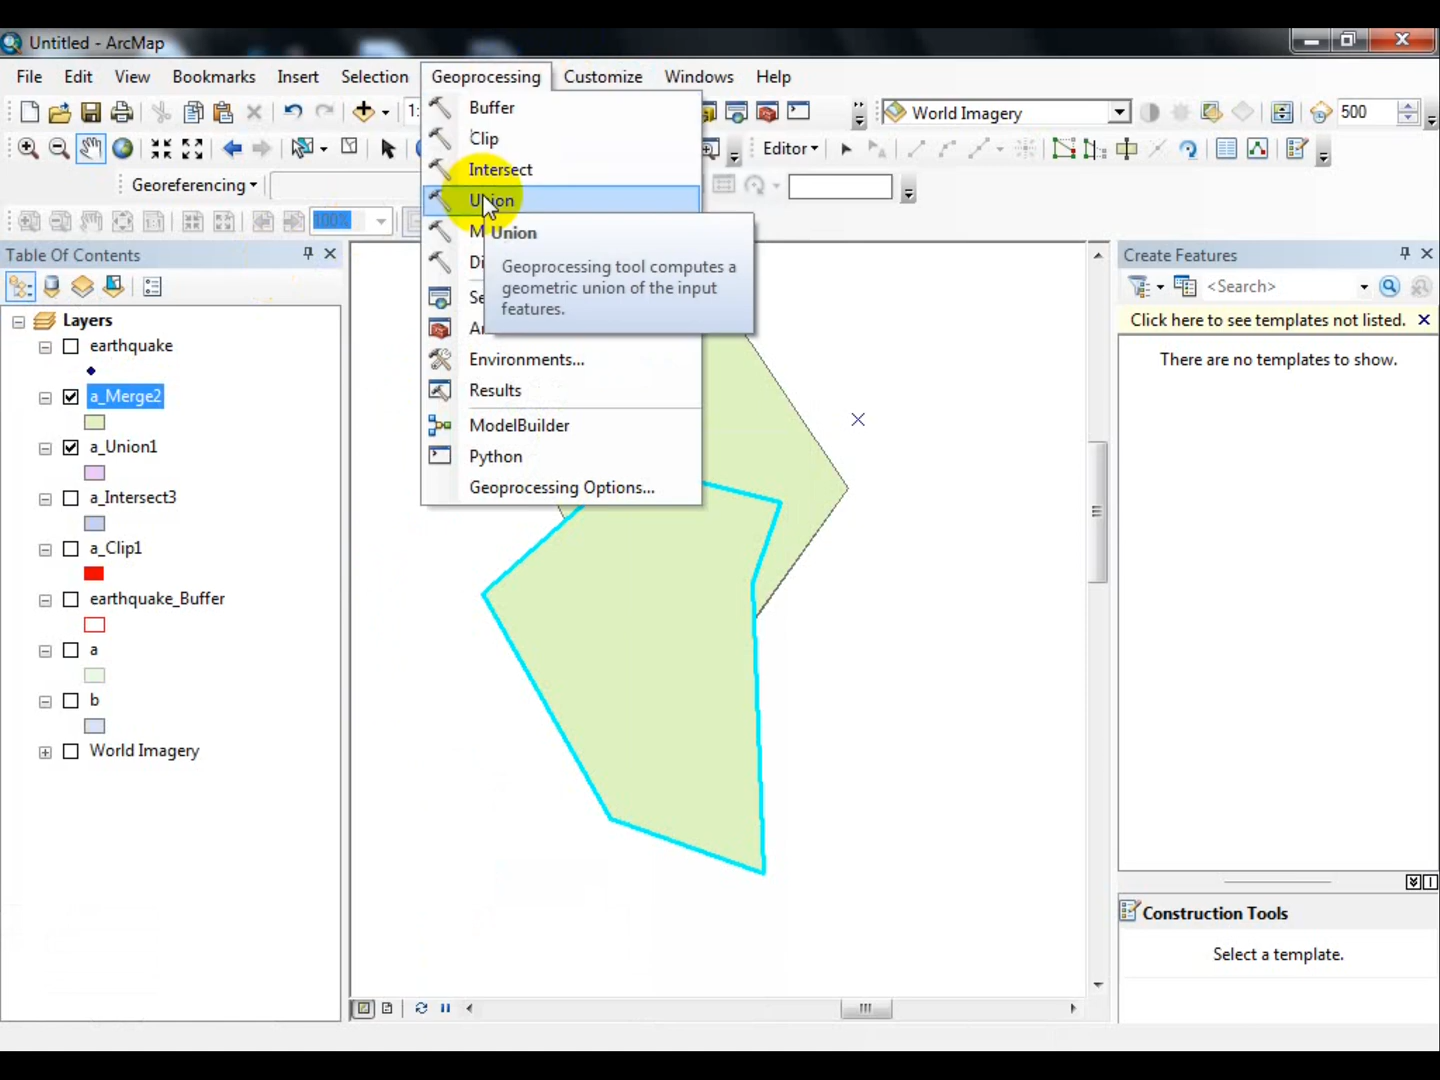 Untitled - ArcMap
File Edit View Bookmarks Insert Selection Geoprocessing Customize Windows Help
Buffer
World Imagery
500
Clip
Editor
Intersect
Georeferencing
Union
100%
Union
Geoprocessing tool computes a
geometric union of the input
features.
Environments...
Results
ModelBuilder
Python
Geoprocessing Options...
Table Of Contents
Layers
earthquake
a_Merge2
a_Union1
a_Intersect3
a_Clip1
earthquake_Buffer
a
b
World Imagery
Create Features
<Search>
Click here to see templates not listed.
There are no templates to show.
Construction Tools
Select a template.